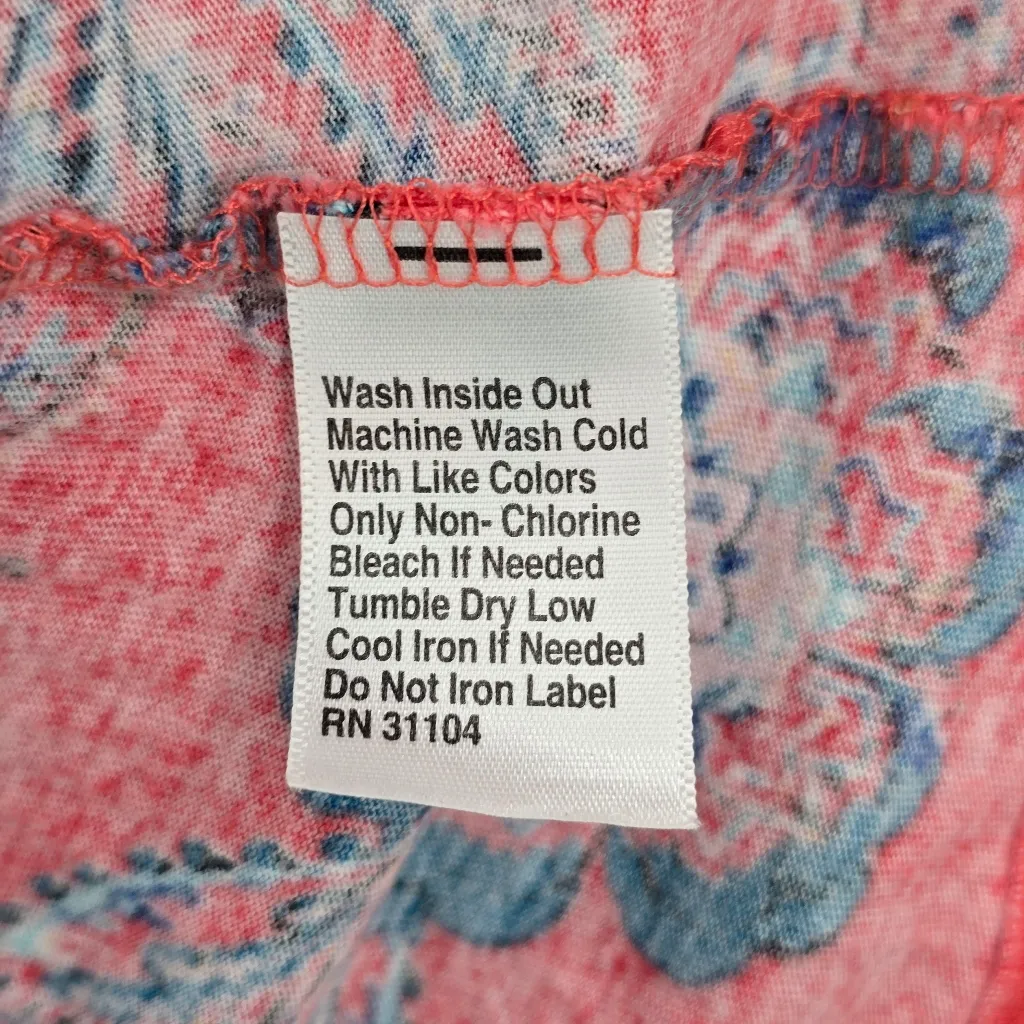 Wash Inside Out
Machine Wash Cold
With Like Colors
Only Non- Chlorine
Bleach If Needed
Tumble Dry Low
Cool Iron If Needed
Do Not Iron Label
RN 31104